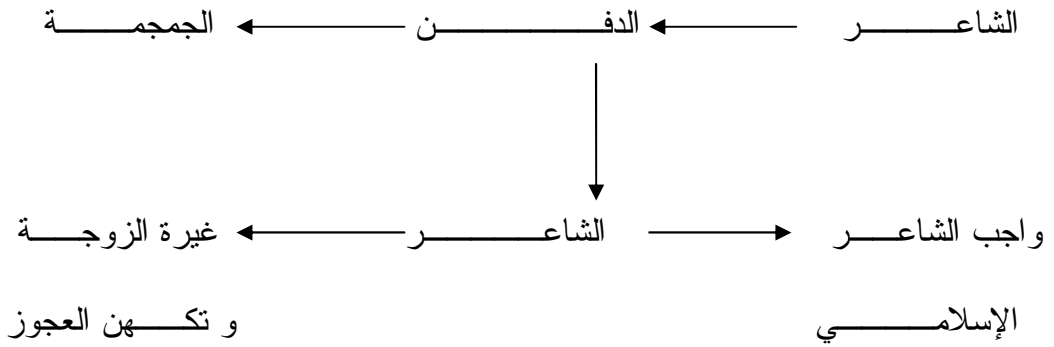 الشاعر الدفن الجمجمة
واجب الشاعر الشاعر غيرة الزوجة
الإسلامي و تكهن العجوز